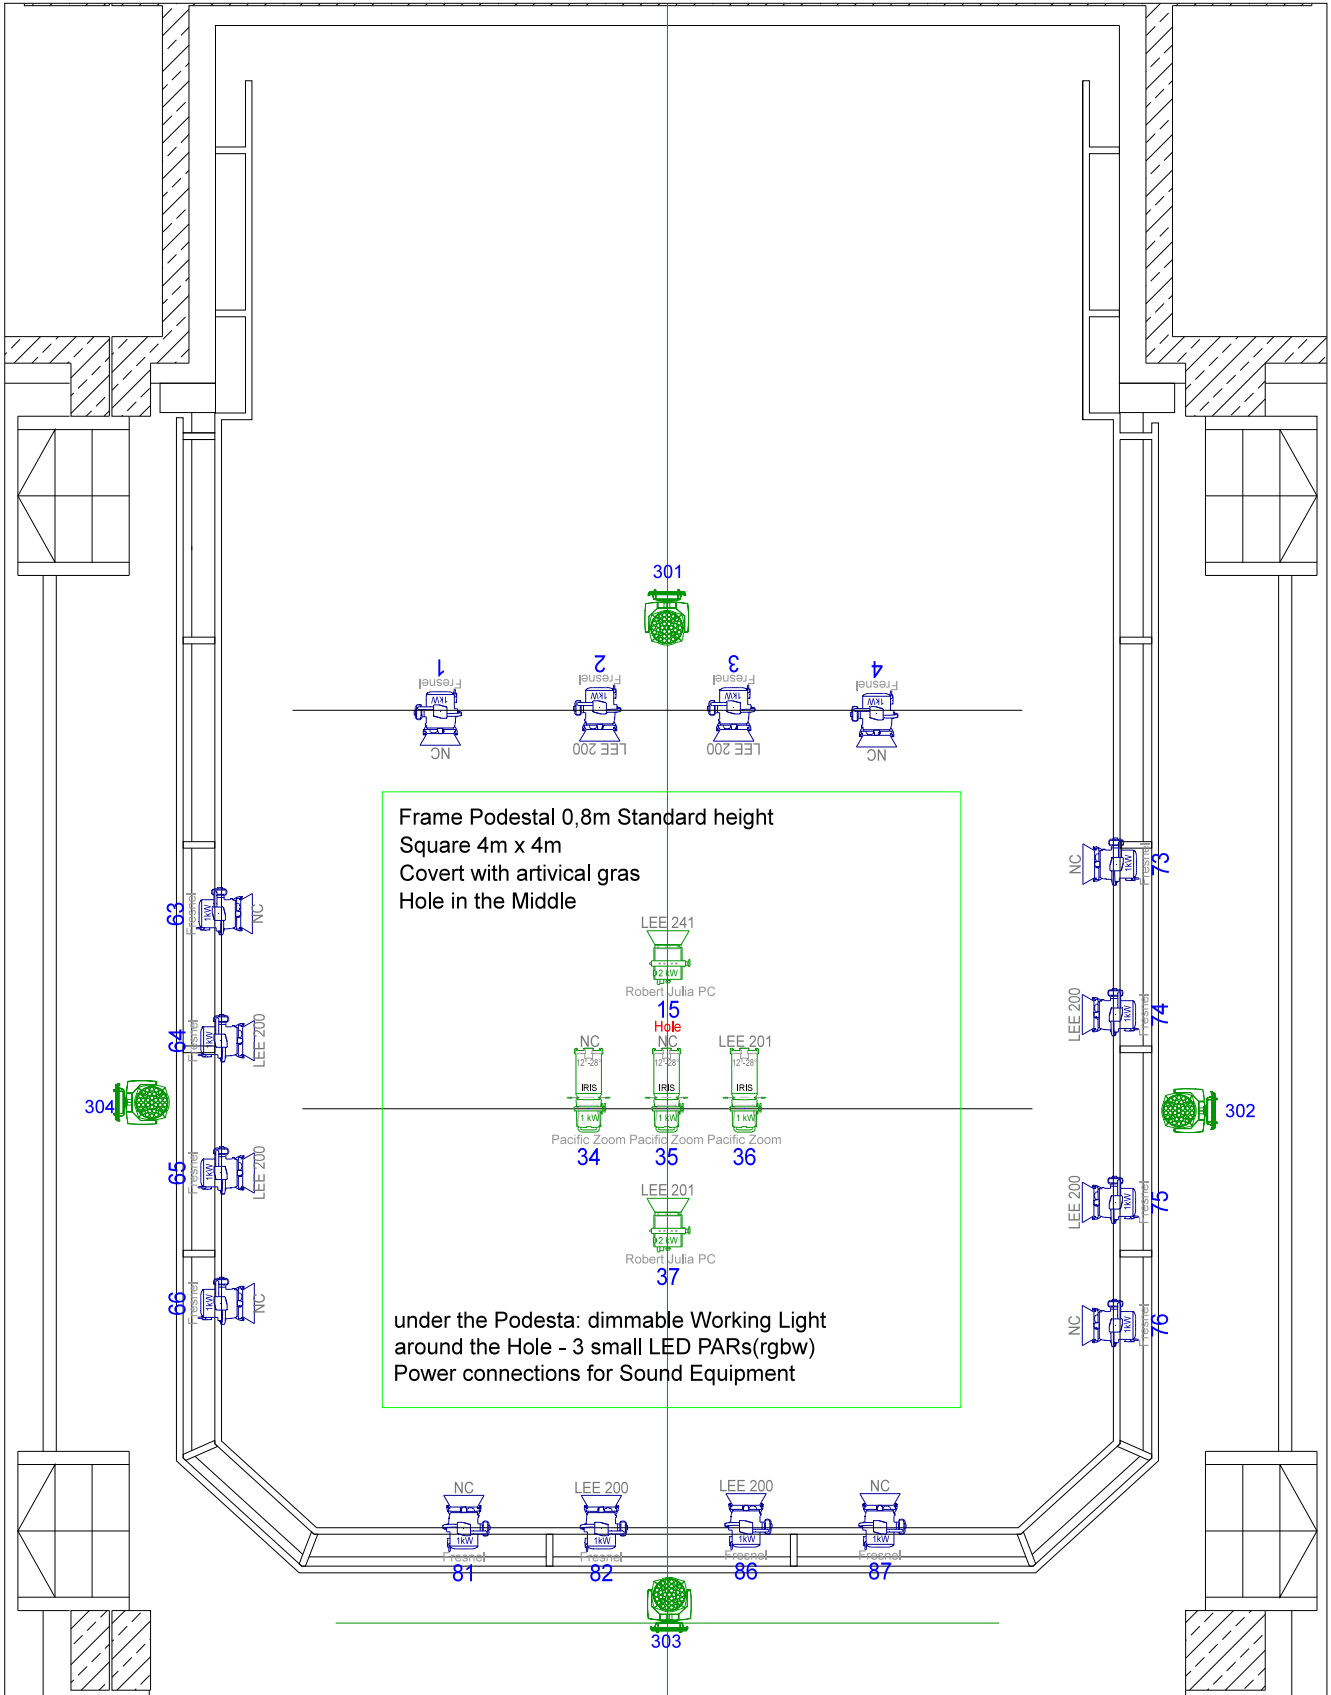 301
1
2
3
4
Fresnel
Fresnel
Fresnel
Fresnel
1kW
1kW
1kW
1kW
NC
LEE 200
LEE 200
NC
Frame Podestal 0,8m Standard height
Square 4m x 4m
Covert with artivical gras
Hole in the Middle
63
Fresnel
1kW
NC
64
Fresnel
1kW
LEE 200
65
Fresnel
1kW
LEE 200
66
Fresnel
1kW
NC
304
LEE 241
2 kW
Robert Julia PC
15
Hole
NC
NC
LEE 201
12°-28°
12°-28°
12°-28°
IRIS
IRIS
IRIS
1 kW
1 kW
1 kW
Pacific Zoom
Pacific Zoom
Pacific Zoom
34
35
36
LEE 201
2 kW
Robert Julia PC
37
NC
1kW
Fresnel
73
LEE 200
1kW
Fresnel
74
LEE 200
1kW
Fresnel
75
NC
1kW
Fresnel
76
302
under the Podesta: dimmable Working Light
around the Hole - 3 small LED PARs(rgbw)
Power connections for Sound Equipment
NC
LEE 200
LEE 200
NC
1kW
1kW
1kW
1kW
Fresnel
Fresnel
Fresnel
Fresnel
81
82
86
87
303